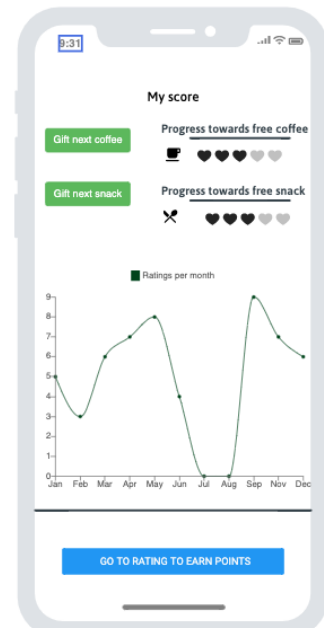 9:31
My score
Gift next coffee
Progress towards free coffee
Gift next snack
Progress towards free snack
Ratings per month
9
8
7
6
5
4
3
2
1
0
Jan Feb Mar Apr May Jun Jul Aug Sep Nov Dec
GO TO RATING TO EARN POINTS